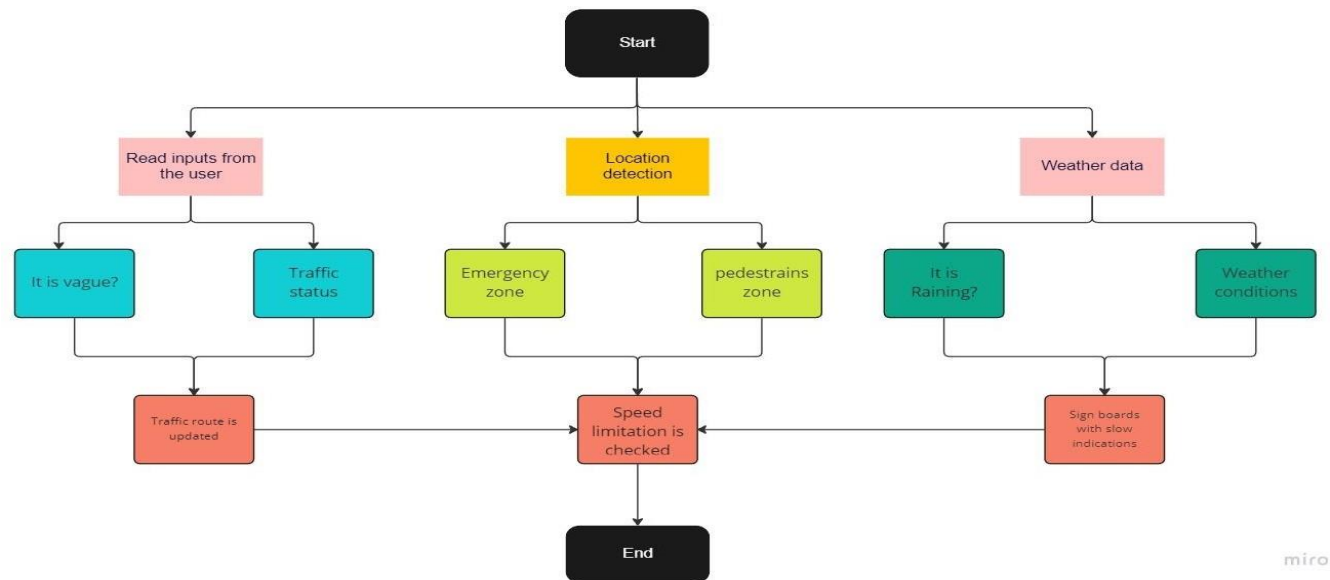 Start
Read inputs from
the user
Location
detection
Weather data
It is vague?
Traffic
status
Emergency
zone
pedestrains
zone
It is
Raining?
Weather
conditions
Traffic route is
updated
Speed
limitation is
checked
Sign boards
with slow
indications
End
miro